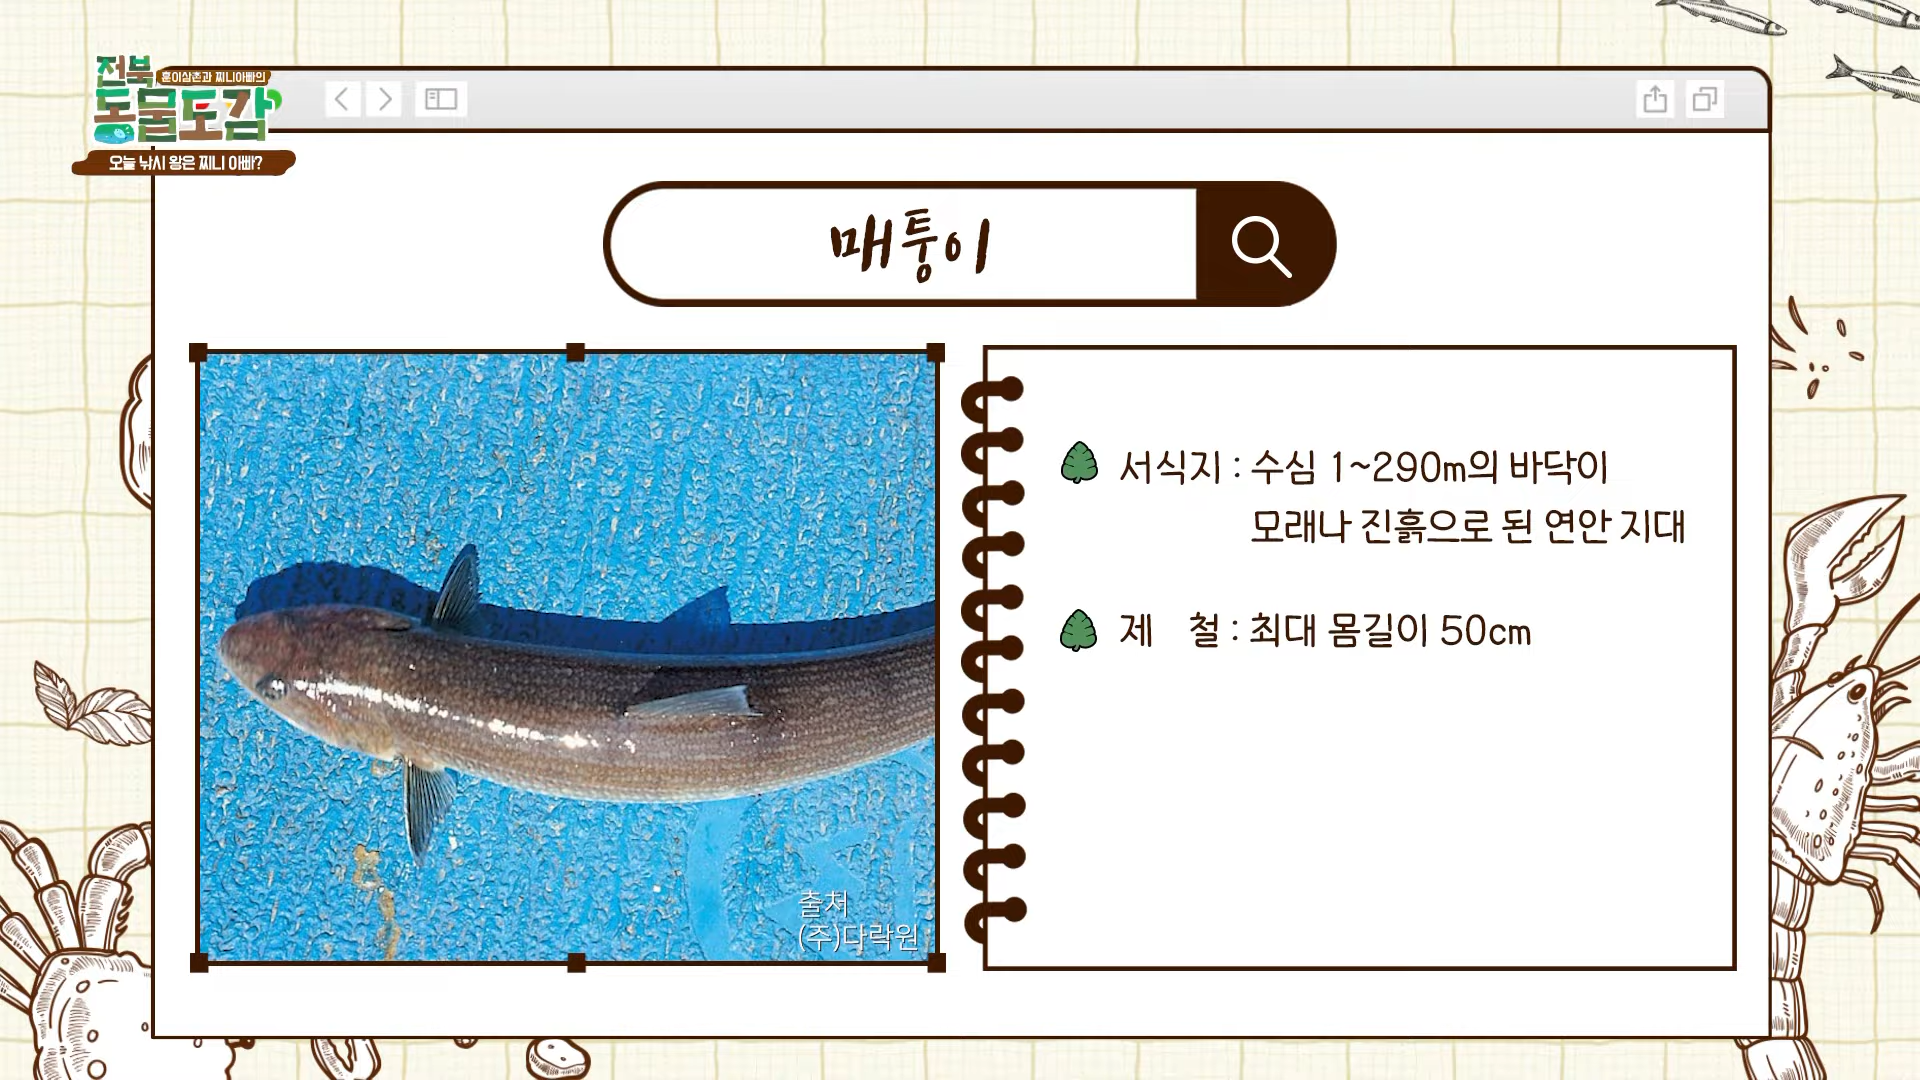 전북
훈이삼촌과 찌니아빠의
동물도감
오늘 낚시 왕은 찌니 아빠?
매퉁이
서식지 : 수심 1~290m의 바닥이
모래나 진흙으로 된 연안 지대
제 철 : 최대 몸길이 50cm
출처
(주)다락원